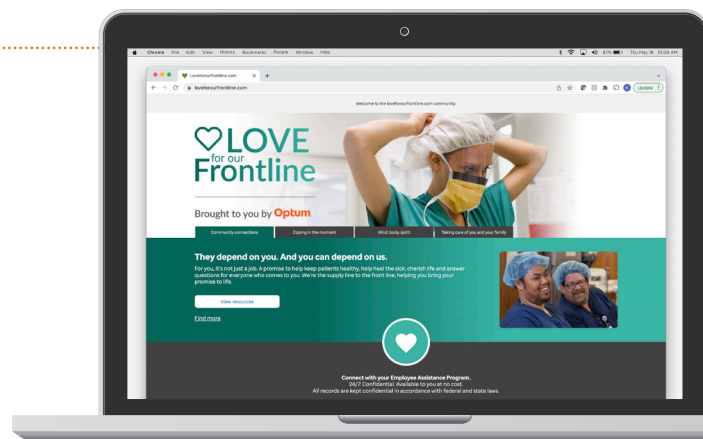 Chrome File Edit View History Bookmarks People Window Help
87% Thu May 18 10:08 AM
Loveforourfrontline.com
loveforourfrontline.com
Update
Welcome to the loveforourfrontline.com community
LOVE
for our
Frontline
Brought to you by Optum
Community connections
Coping in the moment
Mind, body, spirit
Taking care of you and your family
They depend on you. And you can depend on us.
For you, it's not just a job. A promise to help keep patients healthy, help heal the sick, cherish life and answer
questions for everyone who comes to you. We're the supply line to the front line, helping you bring your
promise to life.
View resources
Find more
Connect with your Employee Assistance Program.
24/7. Confidential. Available to you at no cost.
All records are kept confidential in accordance with federal and state laws.